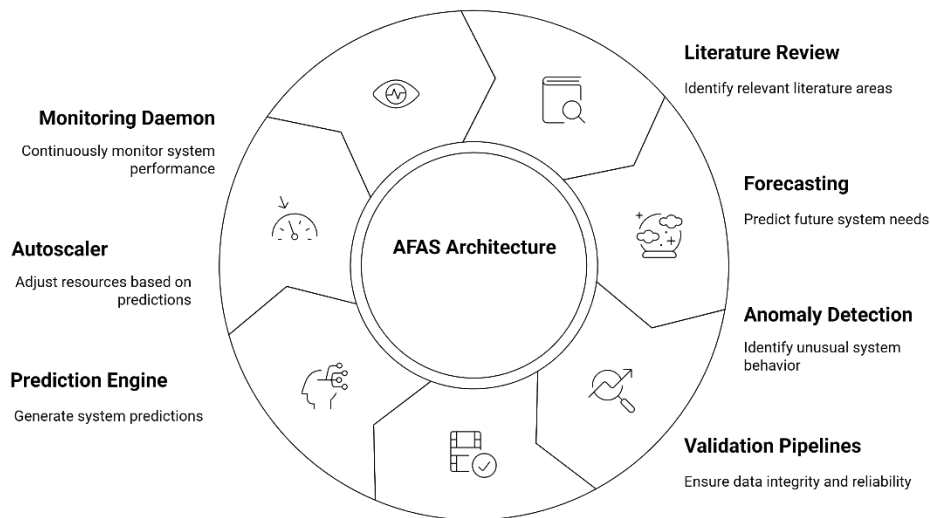 Literature Review
Identify relevant literature areas
Monitoring Daemon
Continuously monitor system
performance
Forecasting
Predict future system needs
AFAS Architecture
Autoscaler
Adjust resources based on
predictions
Anomaly Detection
Identify unusual system
behavior
Prediction Engine
Generate system predictions
Validation Pipelines
Ensure data integrity and reliability